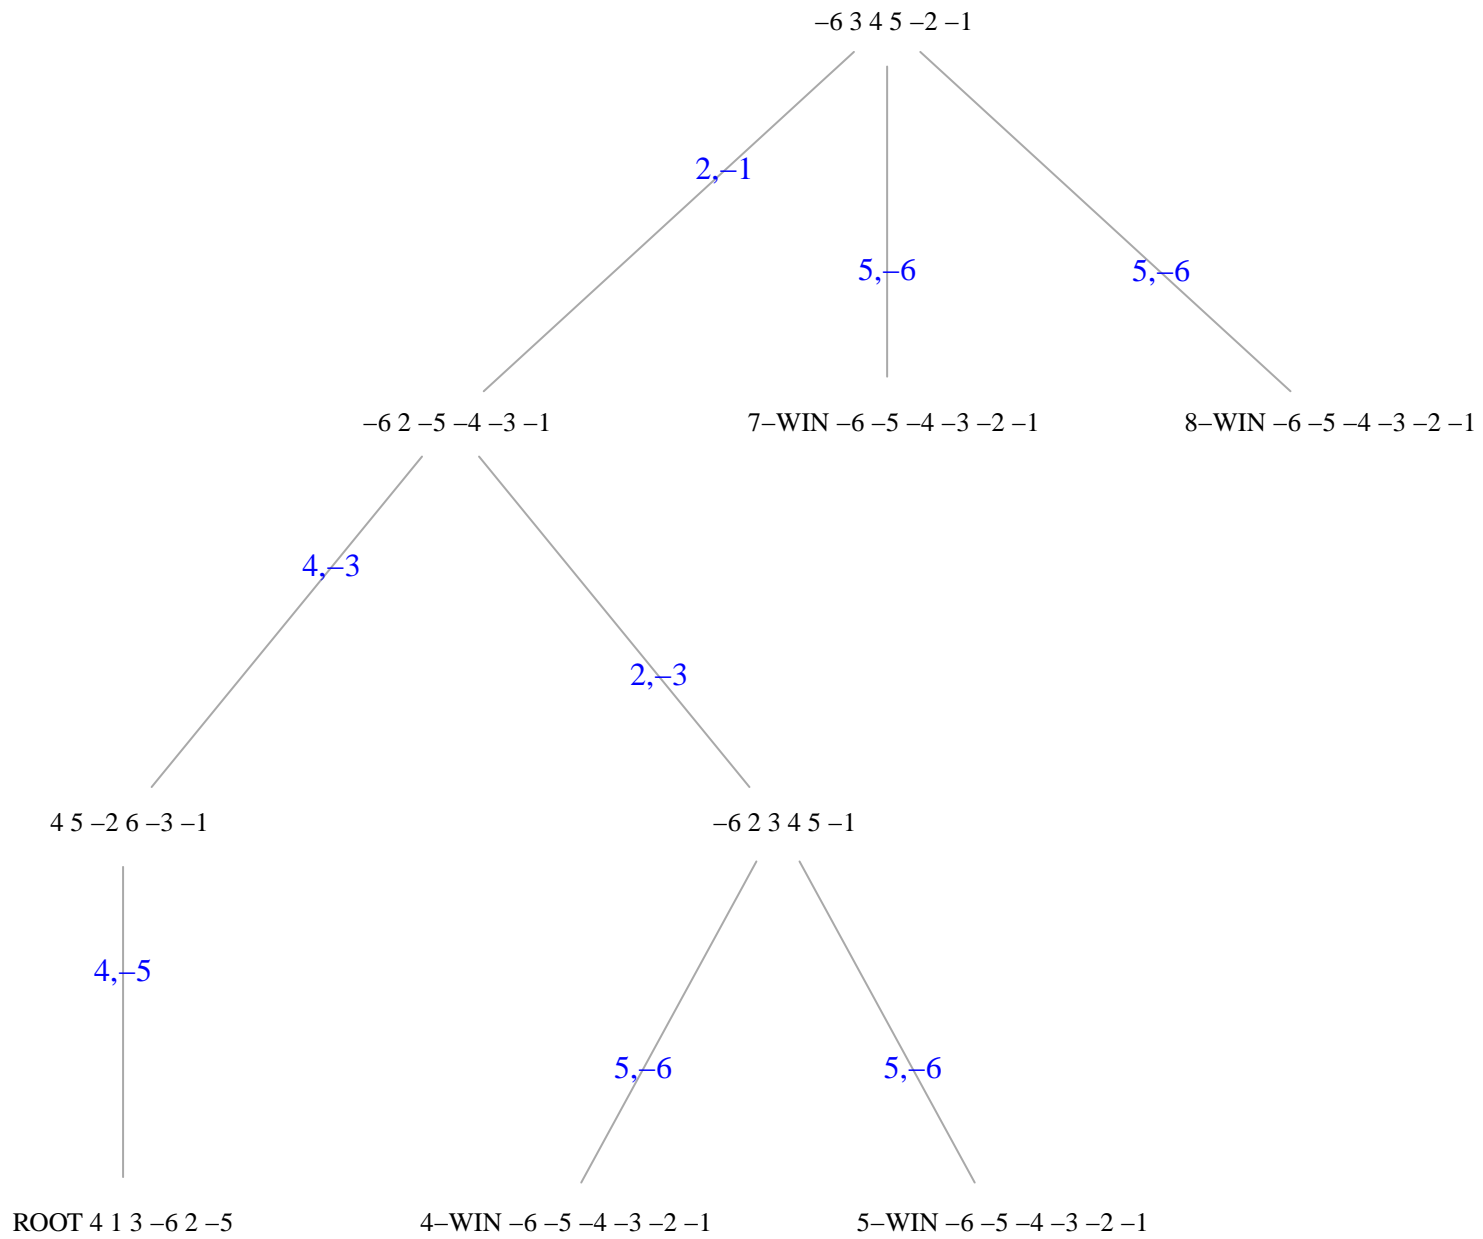 –6 3 4 5 –2 –1
2,–1
5,–6
5,–6
–6 2 –5 –4 –3 –1
7–WIN –6 –5 –4 –3 –2 –1
8–WIN –6 –5 –4 –3 –2 –1
4,–3
2,–3
4 5 –2 6 –3 –1
–6 2 3 4 5 –1
4,–5
5,–6
5,–6
ROOT 4 1 3 –6 2 –5
4–WIN –6 –5 –4 –3 –2 –1
5–WIN –6 –5 –4 –3 –2 –1